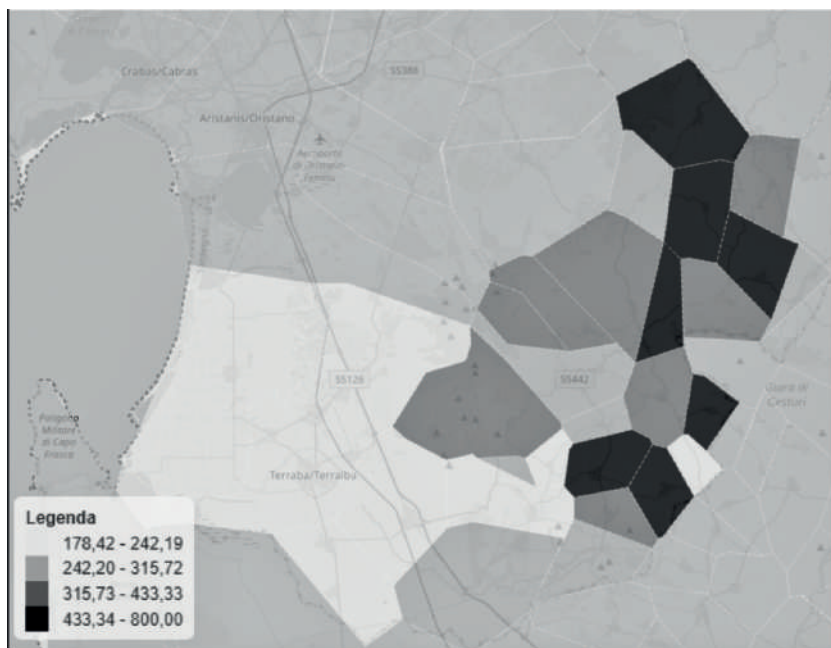 Crabas/Cabras
SS388
Aristanis/Oristano
Aeroporto
di Oristano-
Fenosu
SS126
SS442
Giara di
Gesturi
Poligono
Militare
di Capo
Frasca
Terraba/Terralba
Legenda
178,42 - 242,19
242,20 - 315,72
315,73 - 433,33
433,34 - 800,00